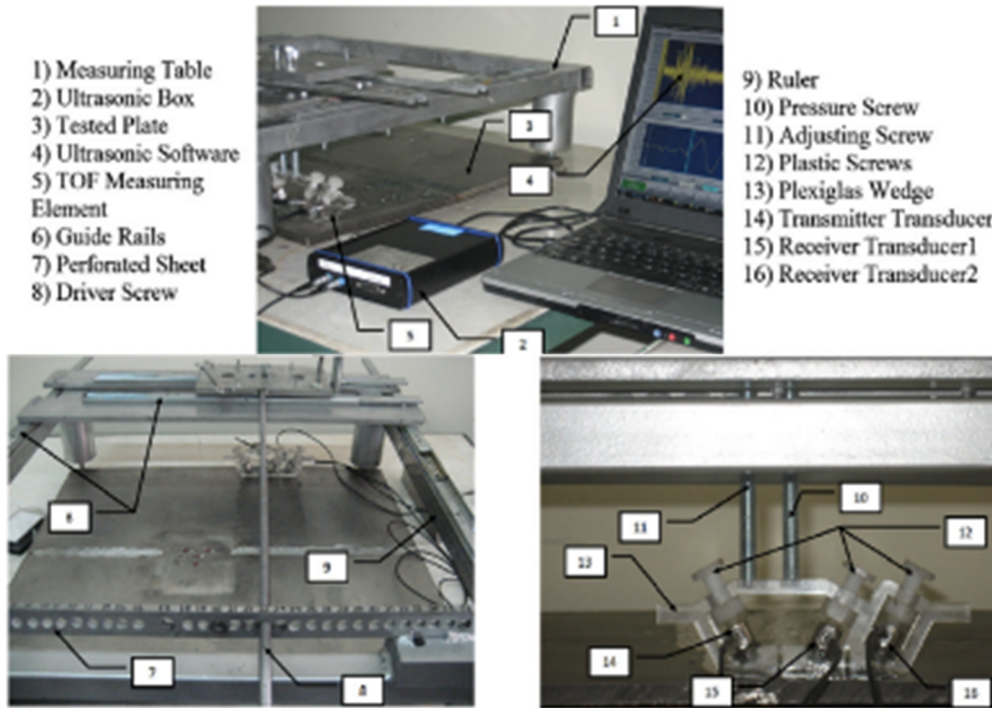 1) Measuring Table
2) Ultrasonic Box
3) Tested Plate
4) Ultrasonic Software
5) TOF Measuring
Element
6) Guide Rails
7) Perforated Sheet
8) Driver Screw
9) Ruler
10) Pressure Screw
11) Adjusting Screw
12) Plastic Screws
13) Plexiglas Wedge
14) Transmitter Transducer
15) Receiver Transducer1
16) Receiver Transducer2
1
3
4
5
2
6
9
7
8
11
10
12
13
14
15
16